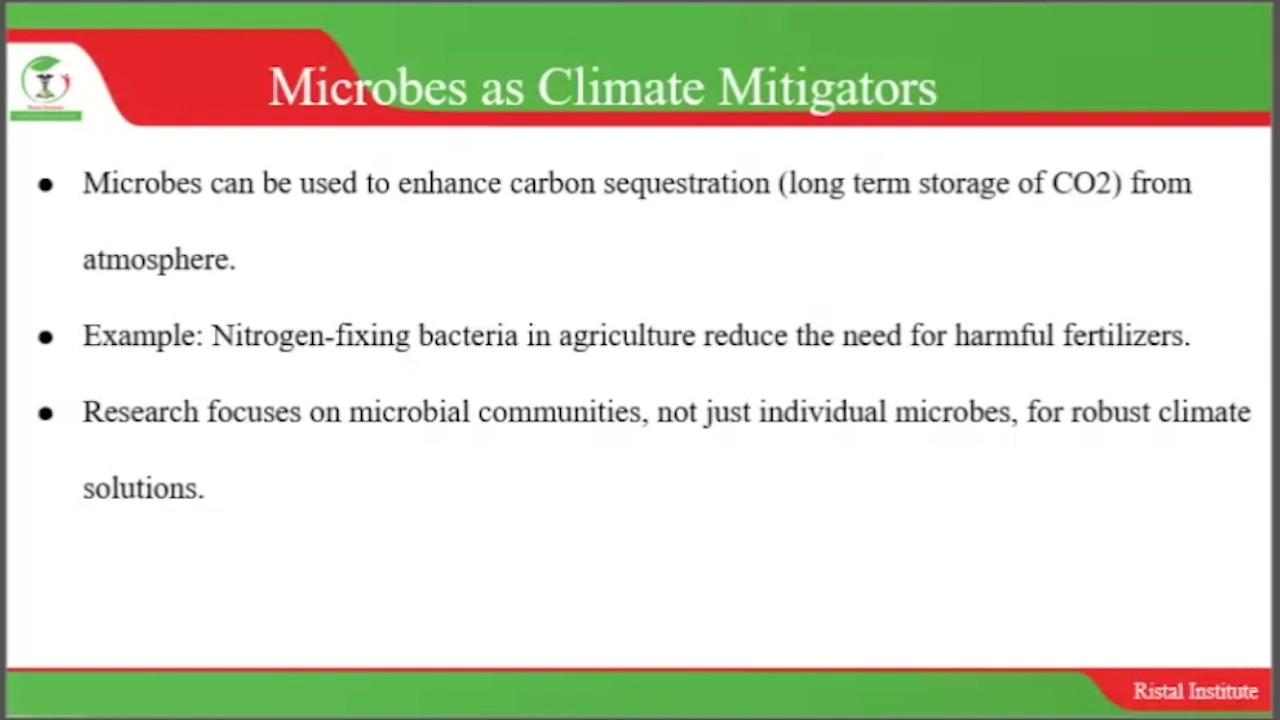 Microbes as Climate Mitigators
● Microbes can be used to enhance carbon sequestration (long term storage of CO2) from
atmosphere.
● Example: Nitrogen-fixing bacteria in agriculture reduce the need for harmful fertilizers.
● Research focuses on microbial communities, not just individual microbes, for robust climate
solutions.
Ristal Institute